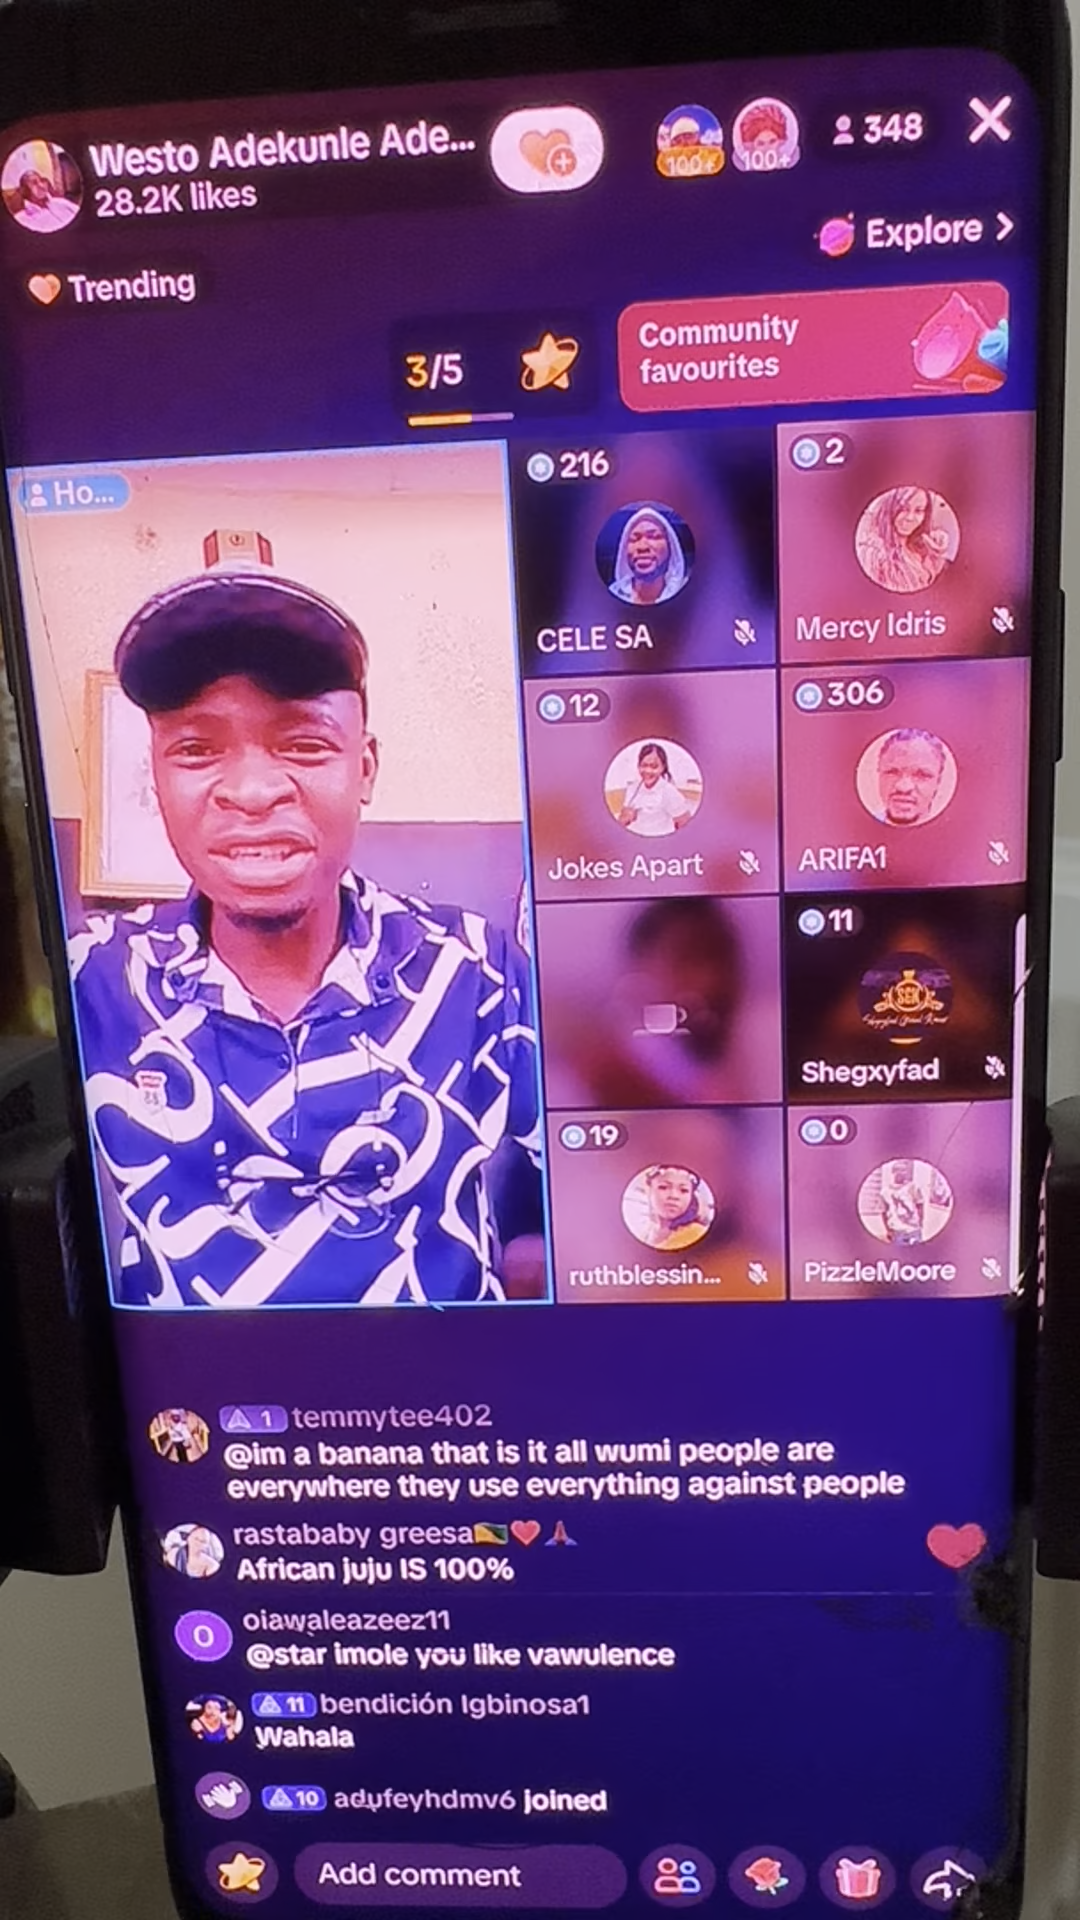 Westo Adekunle Ade...
28.2K likes
100+
100+
348
Explore >
Trending
3/5
Community
favourites
Ho...
216
CELE SA
2
Mercy Idris
12
Jokes Apart
306
ARIFA1
11
SGK
Shegxyfad
19
ruthblessin...
0
PizzleMoore
1 temmytee402
@im a banana that is it all wumi people are
everywhere they use everything against people
rastababy greesa
African juju IS 100%
O
oiawaleazeez11
@star imole you like vawulence
11 bendición Igbinosa1
Wahala
10 adufeyhdmv6 joined
Add comment